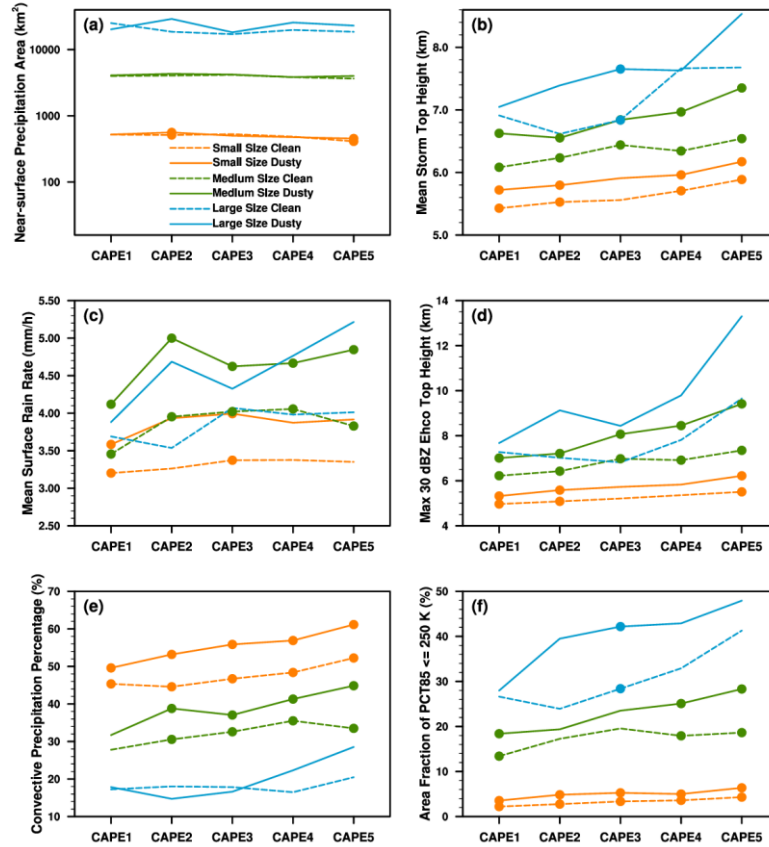 (a)
Near-surface Precipitation Area (km²)
10000
1000
100
Small Size Clean
Small Size Dusty
Medium Size Clean
Medium Size Dusty
Large Size Clean
Large Size Dusty
CAPE1 CAPE2 CAPE3 CAPE4 CAPE5
(b)
Mean Storm Top Height (km)
8.0
7.0
6.0
5.0
CAPE1 CAPE2 CAPE3 CAPE4 CAPE5
(c)
Mean Surface Rain Rate (mm/h)
5.50
5.00
4.50
4.00
3.50
3.00
2.50
CAPE1 CAPE2 CAPE3 CAPE4 CAPE5
(d)
Max 30 dBZ Ehco Top Height (km)
14
12
10
8
6
4
CAPE1 CAPE2 CAPE3 CAPE4 CAPE5
(e)
Convective Precipitation Percentage (%)
70
60
50
40
30
20
10
CAPE1 CAPE2 CAPE3 CAPE4 CAPE5
(f)
Area Fraction of PCT85 <= 250 K (%)
50
40
30
20
10
0
CAPE1 CAPE2 CAPE3 CAPE4 CAPE5